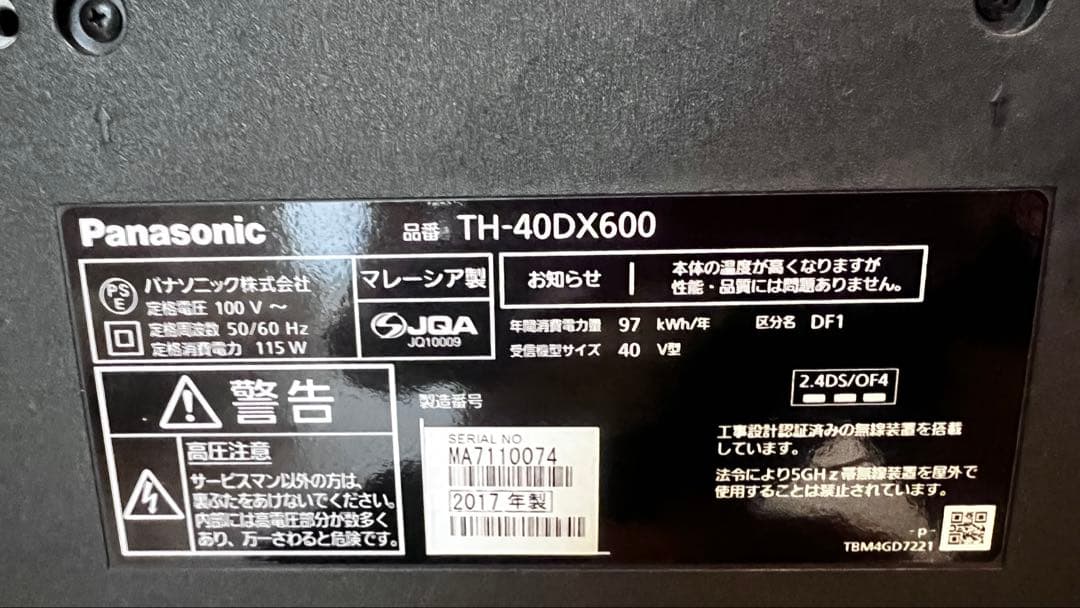 Panasonic
品番 TH-40DX600
PS
E
パナソニック株式会社
定格電圧 100 V ～
定格周波数 50/60 Hz
定格消費電力 115 W
マレーシア製
JQA
JQ10009
お知らせ
本体の温度が高くなりますが
性能・品質には問題ありません。
年間消費電力量 97 kWh/年 区分名 DF1
受信機型サイズ 40 V型
2.4DS/OF4
警告
高圧注意
サービスマン以外の方は、
裏ぶたをあけないでください。
内部には高電圧部分が数多く
あり、万一さわると危険です。
製造番号
SERIAL NO
MA7110074
2017 年製
工事設計認証済みの無線装置を搭載
しています。
法令により5GHz帯無線装置を屋外で
使用することは禁止されています。
- p -
TBM4GD7221